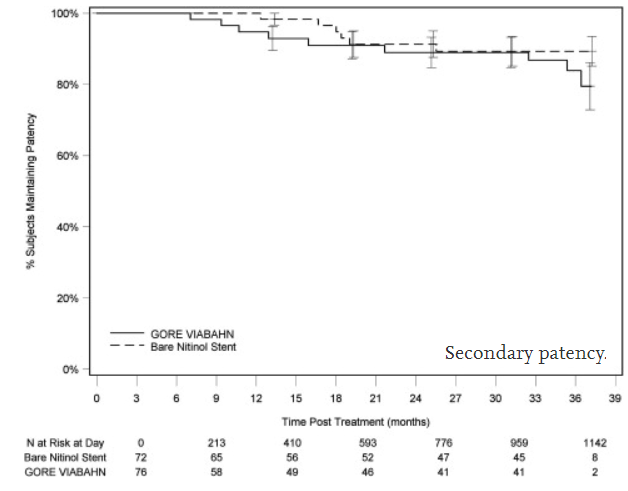 100%
80%
60%
40%
20%
0%
% Subjects Maintaining Patency
GORE VIABAHN
Bare Nitinol Stent
Secondary patency.
0 3 6 9 12 15 18 21 24 27 30 33 36 39
Time Post Treatment (months)
N at Risk at Day 0 213 410 593 776 959 1142
Bare Nitinol Stent 72 65 56 52 47 45 8
GORE VIABAHN 76 58 49 46 41 41 2